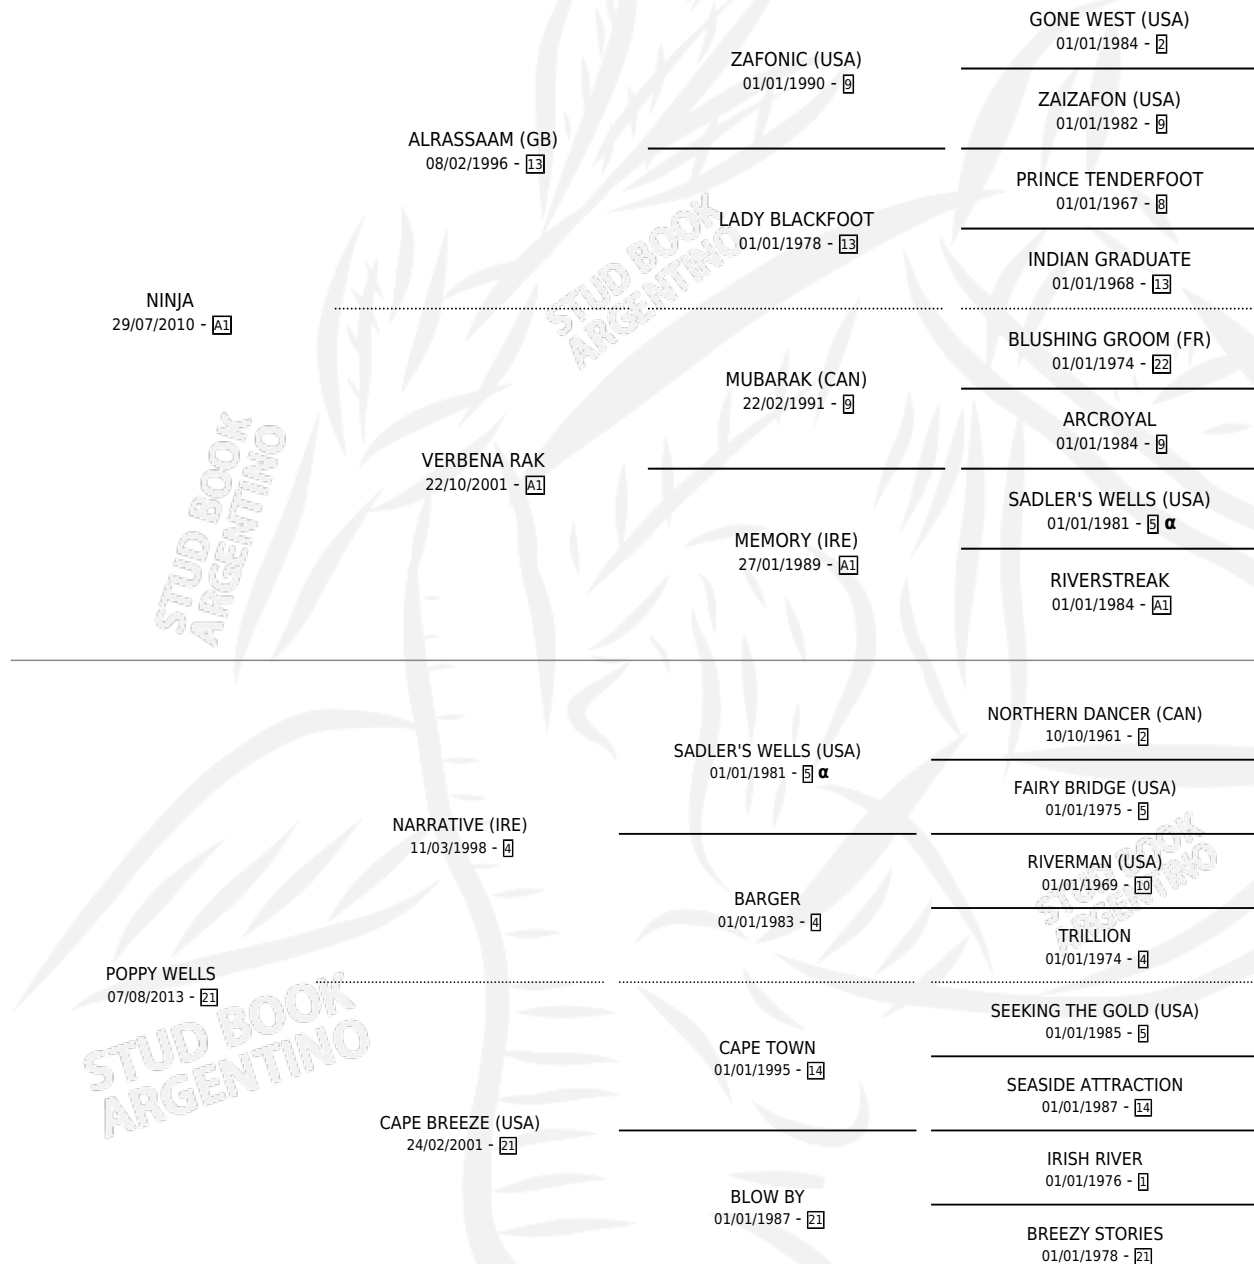 GONE WEST (USA)
01/01/1984 - 2
ZAFONIC (USA)
01/01/1990 - 9
ZAIZAFON (USA)
01/01/1982 - 9
ALRASSAAM (GB)
08/02/1996 - 13
PRINCE TENDERFOOT
01/01/1967 - 8
LADY BLACKFOOT
01/01/1978 - 13
INDIAN GRADUATE
01/01/1968 - 13
NINJA
29/07/2010 - A1
BLUSHING GROOM (FR)
01/01/1974 - 22
MUBARAK (CAN)
22/02/1991 - 9
ARCROYAL
01/01/1984 - 9
VERBENA RAK
22/10/2001 - A1
SADLER'S WELLS (USA)
01/01/1981 - 5 α
MEMORY (IRE)
27/01/1989 - A1
RIVERSTREAK
01/01/1984 - A1
STUD BOOK
ARGENTINO
STUD BOOK
ARGENTINO
NORTHERN DANCER (CAN)
10/10/1961 - 2
SADLER'S WELLS (USA)
01/01/1981 - 5 α
FAIRY BRIDGE (USA)
01/01/1975 - 5
NARRATIVE (IRE)
11/03/1998 - 4
RIVERMAN (USA)
01/01/1969 - 10
BARGER
01/01/1983 - 4
TRILLION
01/01/1974 - 4
STUD BOOK
ARGENTINO
POPPY WELLS
07/08/2013 - 21
SEEKING THE GOLD (USA)
01/01/1985 - 5
CAPE TOWN
01/01/1995 - 14
SEASIDE ATTRACTION
01/01/1987 - 14
CAPE BREEZE (USA)
24/02/2001 - 21
IRISH RIVER
01/01/1976 - 1
BLOW BY
01/01/1987 - 21
BREEZY STORIES
01/01/1978 - 21
STUD BOOK
ARGENTINO